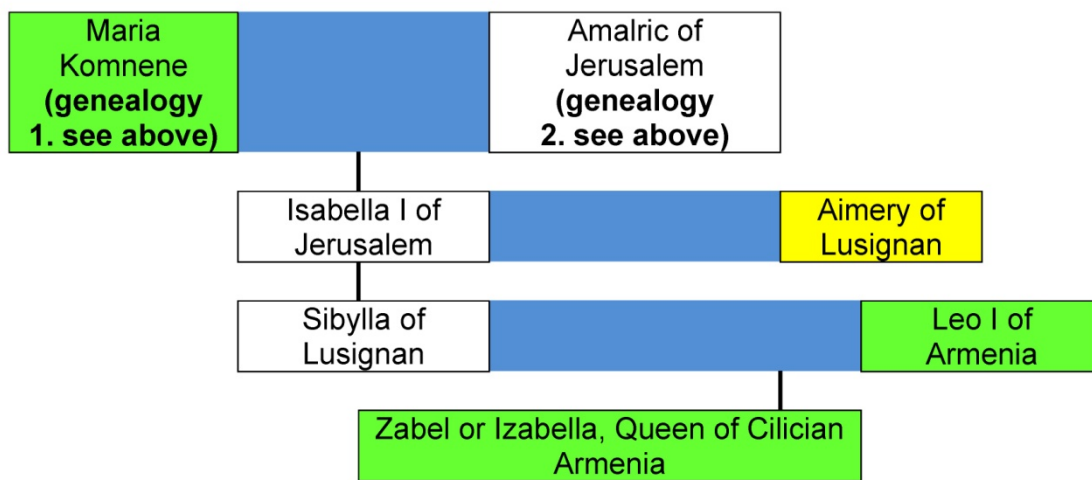 Maria
Komnene
(genealogy
1. see above)
Amalric of
Jerusalem
(genealogy
2. see above)
Isabella I of
Jerusalem
Aimery of
Lusignan
Sibylla of
Lusignan
Leo I of
Armenia
Zabel or Izabella, Queen of Cilician
Armenia